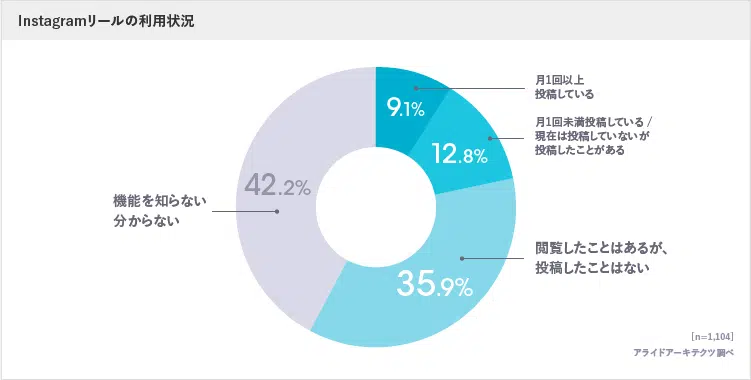 Instagramリールの利用状況
月1回以上
投稿している
9.1%
月1回未満投稿している /
現在は投稿していないが
投稿したことがある
12.8%
42.2%
機能を知らない
分からない
閲覧したことはあるが、
投稿したことはない
35.9%
[n=1,104]
アライドアーキテクツ調べ